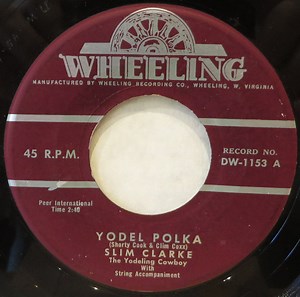 WHEELING
MANUFACTURED BY WHEELING RECORDING CO., WHEELING, W. VIRGINIA
45 R.P.M.
RECORD NO.
DW-1153 A
Peer International
Time 2:40
YODEL POLKA
(Shorty Cook & Clim Coxx)
SLIM CLARKE
The Yodeling Cowboy
With
String Accompaniment